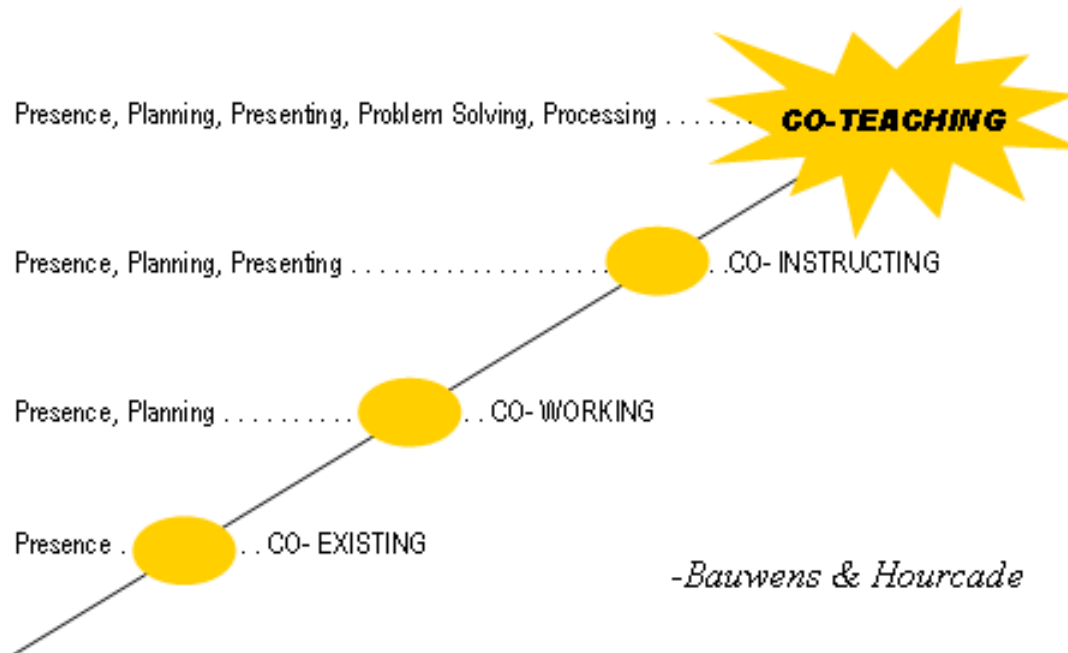 Presence, Planning, Presenting, Problem Solving, Processing . . . . . . . CO-TEACHING
Presence, Planning, Presenting . . . . . . . . . . . . . . . . . . . . . . . CO- INSTRUCTING
Presence, Planning . . . . . . . . . . . . . CO- WORKING
Presence . . . CO- EXISTING
-Bauwens & Hourcade